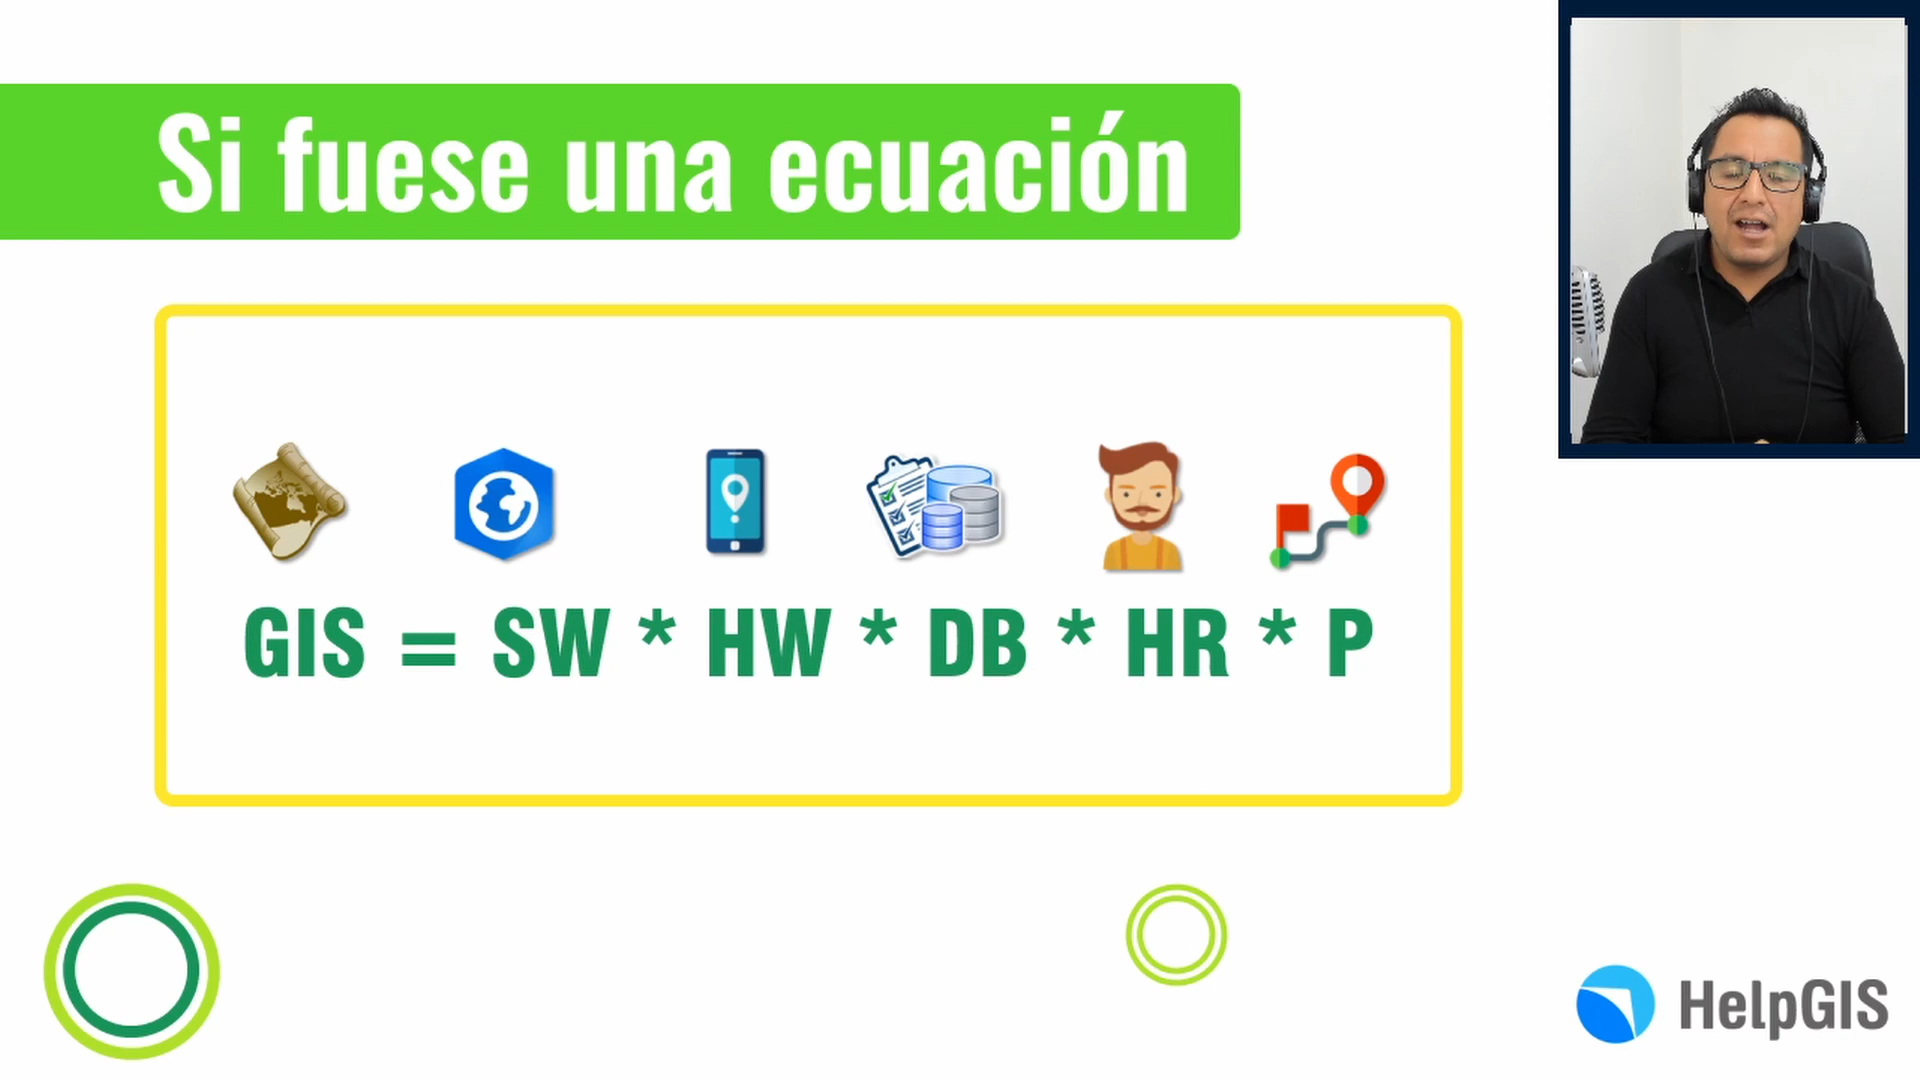 Si fuese una ecuación
GIS = SW * HW * DB * HR * P
HelpGIS